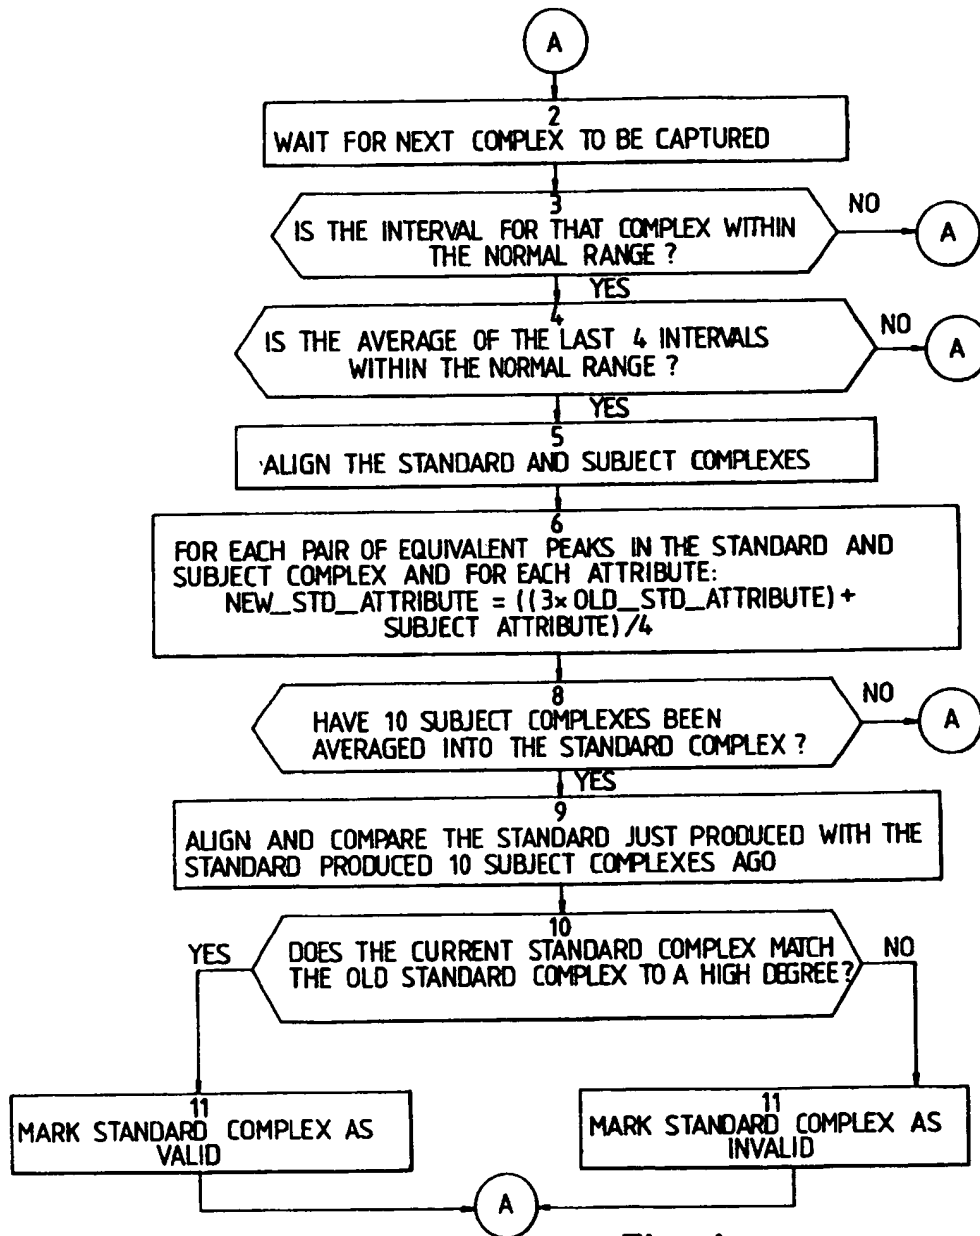 A
2
WAIT FOR NEXT COMPLEX TO BE CAPTURED
3
IS THE INTERVAL FOR THAT COMPLEX WITHIN
THE NORMAL RANGE ?
NO
A
YES
4
IS THE AVERAGE OF THE LAST 4 INTERVALS
WITHIN THE NORMAL RANGE ?
NO
A
YES
5
ALIGN THE STANDARD AND SUBJECT COMPLEXES
6
FOR EACH PAIR OF EQUIVALENT PEAKS IN THE STANDARD AND
SUBJECT COMPLEX AND FOR EACH ATTRIBUTE:
NEW_STD_ATTRIBUTE = ((3× OLD_STD_ATTRIBUTE) +
SUBJECT ATTRIBUTE) /4
8
HAVE 10 SUBJECT COMPLEXES BEEN
AVERAGED INTO THE STANDARD COMPLEX ?
NO
A
YES
9
ALIGN AND COMPARE THE STANDARD JUST PRODUCED WITH THE
STANDARD PRODUCED 10 SUBJECT COMPLEXES AGO
10
DOES THE CURRENT STANDARD COMPLEX MATCH
THE OLD STANDARD COMPLEX TO A HIGH DEGREE?
YES
NO
11
MARK STANDARD COMPLEX AS
VALID
11
MARK STANDARD COMPLEX AS
INVALID
A